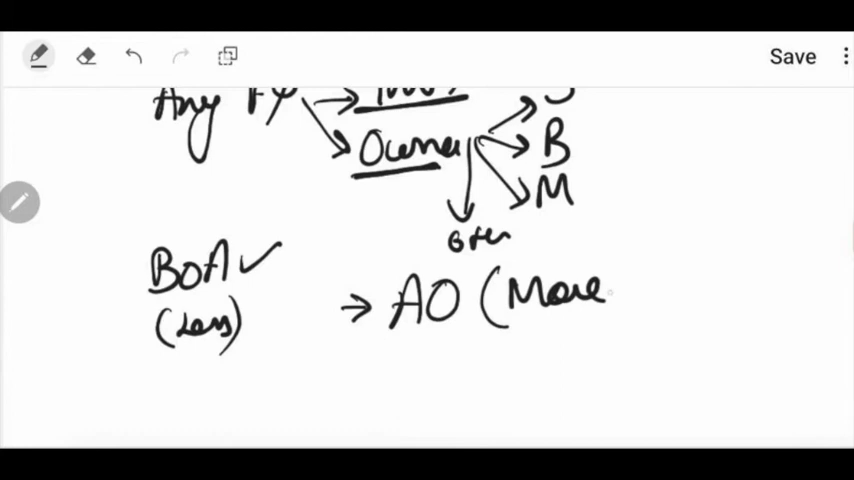 Save
Any
Owner
B
M
BOA ✓
→ AO (More
(Less)